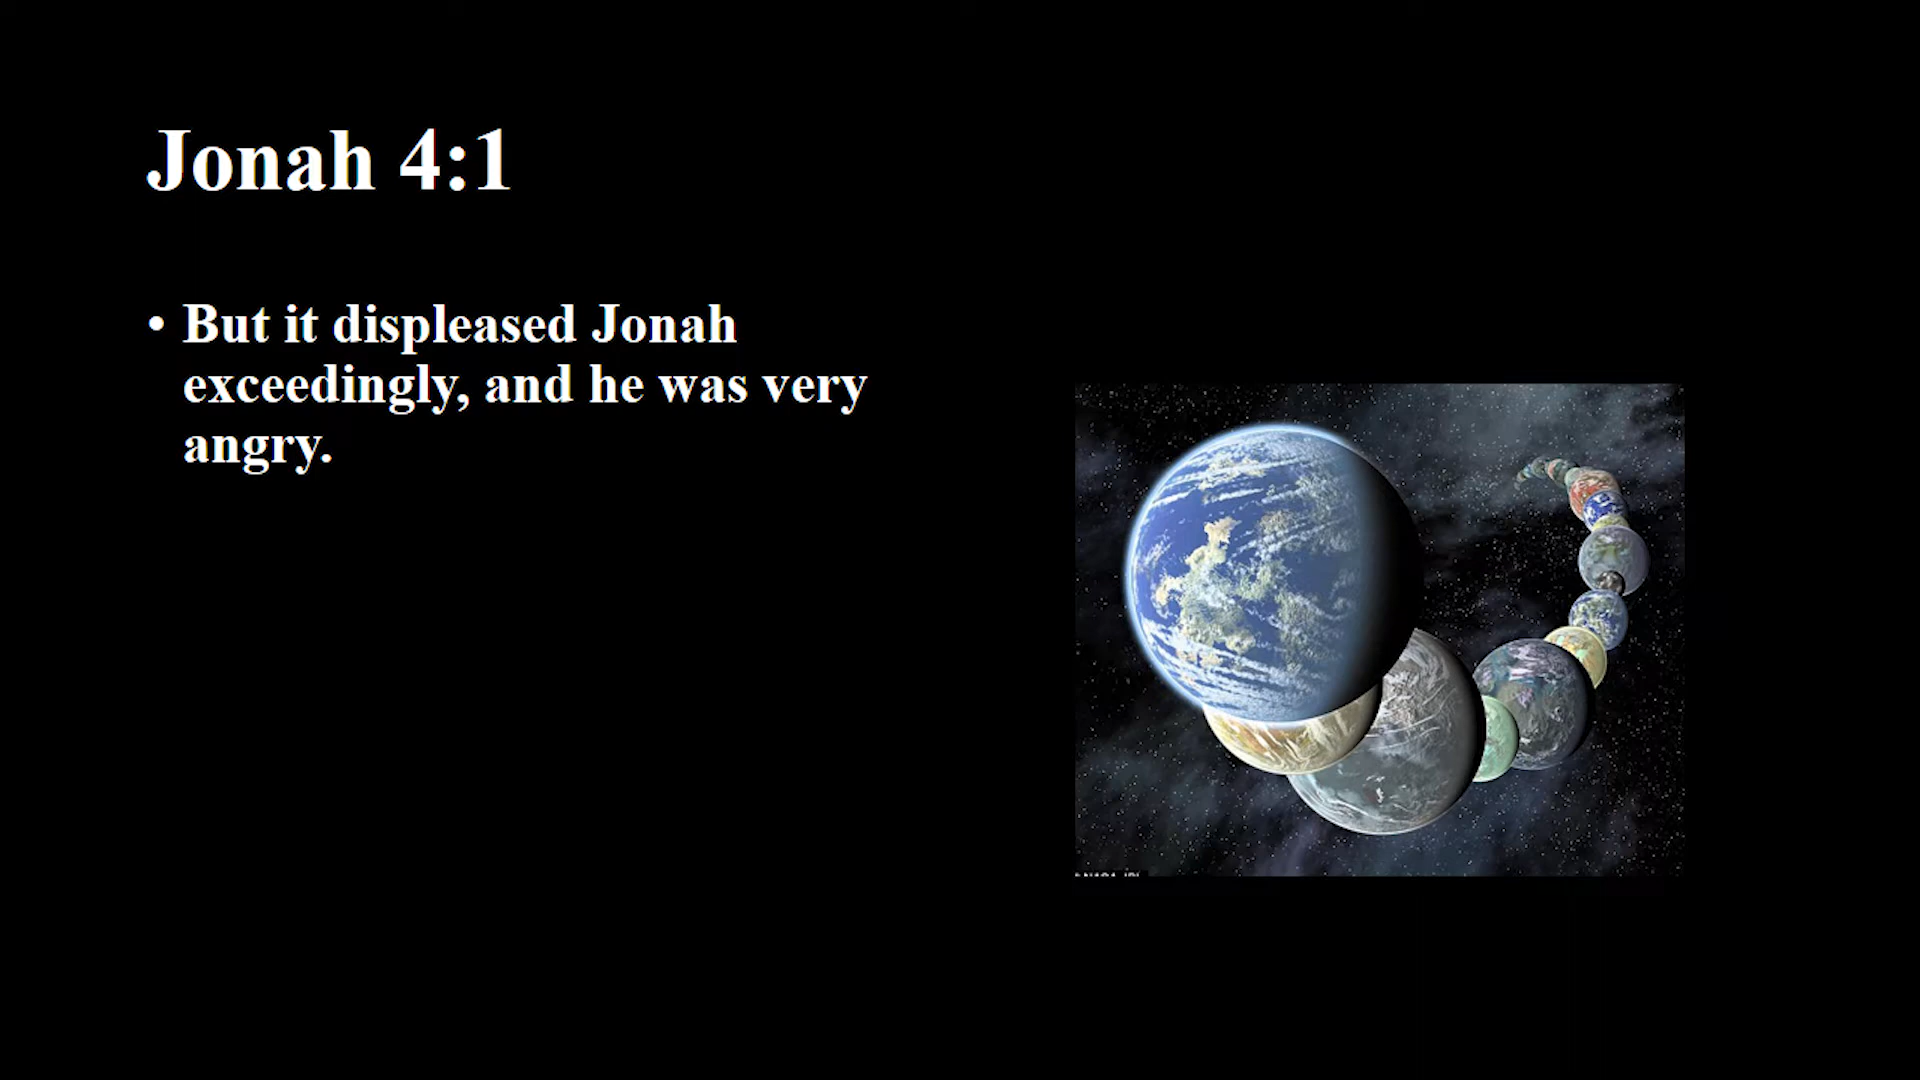 Jonah 4:1
• But it displeased Jonah
exceedingly, and he was very
angry.